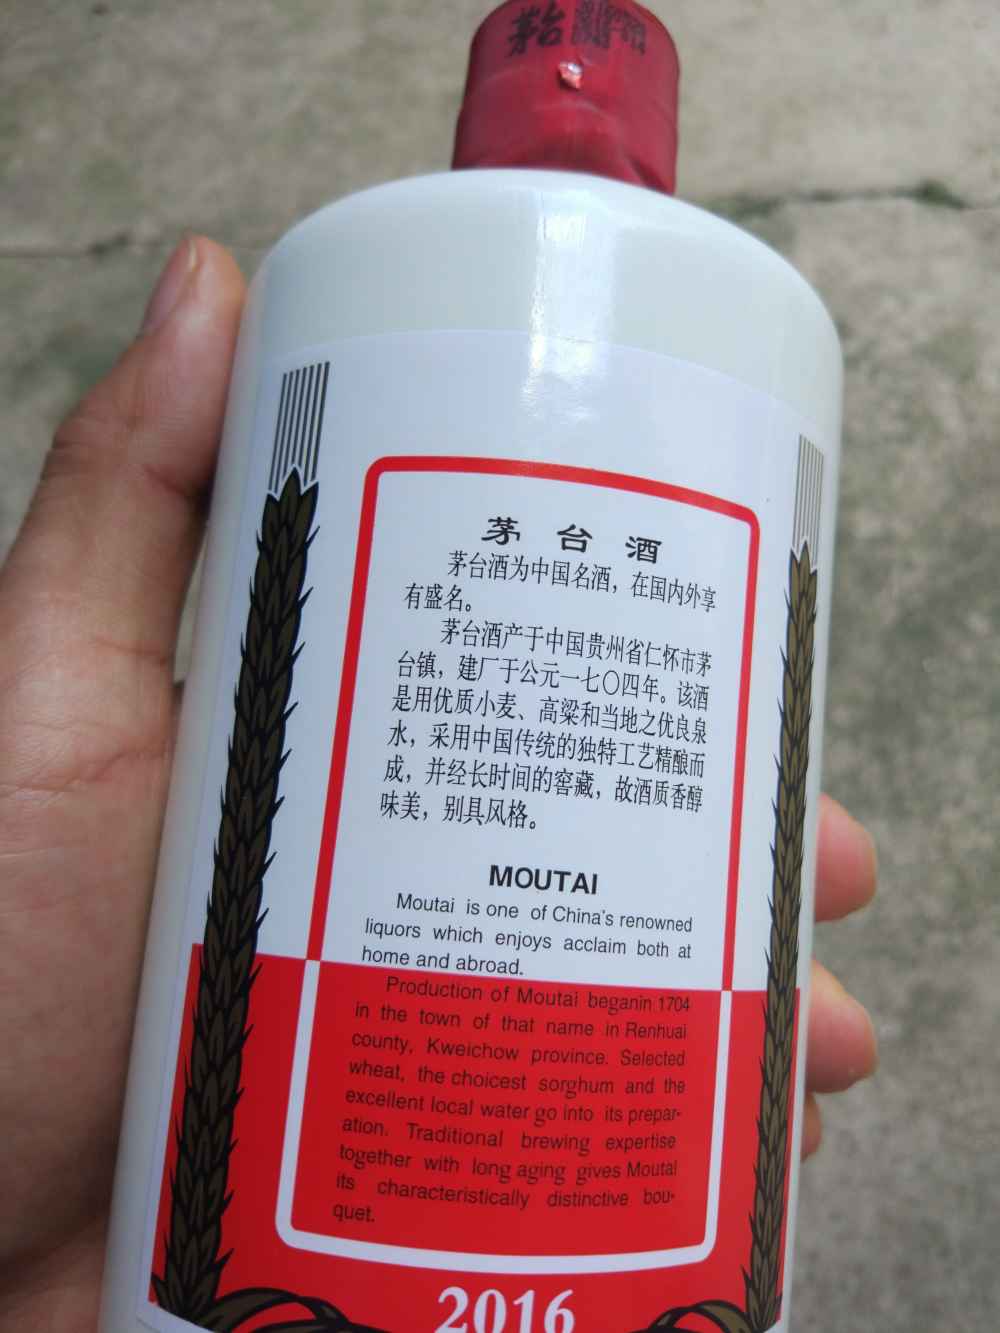 茅台
茅台酒
茅台酒为中国名酒，在国内外享
有盛名。
茅台酒产于中国贵州省仁怀市茅
台镇，建厂于公元一七〇四年。该酒
是用优质小麦、高粱和当地之优良泉
水，采用中国传统的独特工艺精酿而
成，并经长时间的窖藏，故酒质香醇
味美，别具风格。
MOUTAI
Moutai is one of China's renowned
liquors which enjoys acclaim both at
home and abroad.
Production of Moutai beganin 1704
in the town of that name in Renhuai
county, Kweichow province. Selected
wheat, the choicest sorghum and the
excellent local water go into its prepar-
ation. Traditional brewing expertise
together with long aging gives Moutai
its characteristically distinctive bou-
quet.
2016